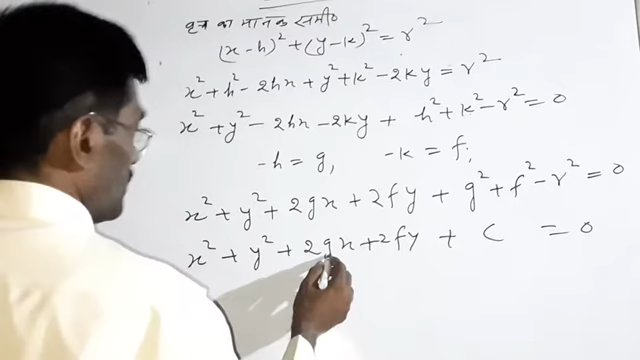 वृत्त का मानक समी०
(x-h)² + (y-k)² = r²
x² + h² - 2hx + y² + k² - 2ky = r²
x² + y² - 2hx - 2ky + h² + k² - r² = 0
-h = g, -k = f;
x² + y² + 2gx + 2fy + g² + f² - r² = 0
x² + y² + 2gx + 2fy + c = 0